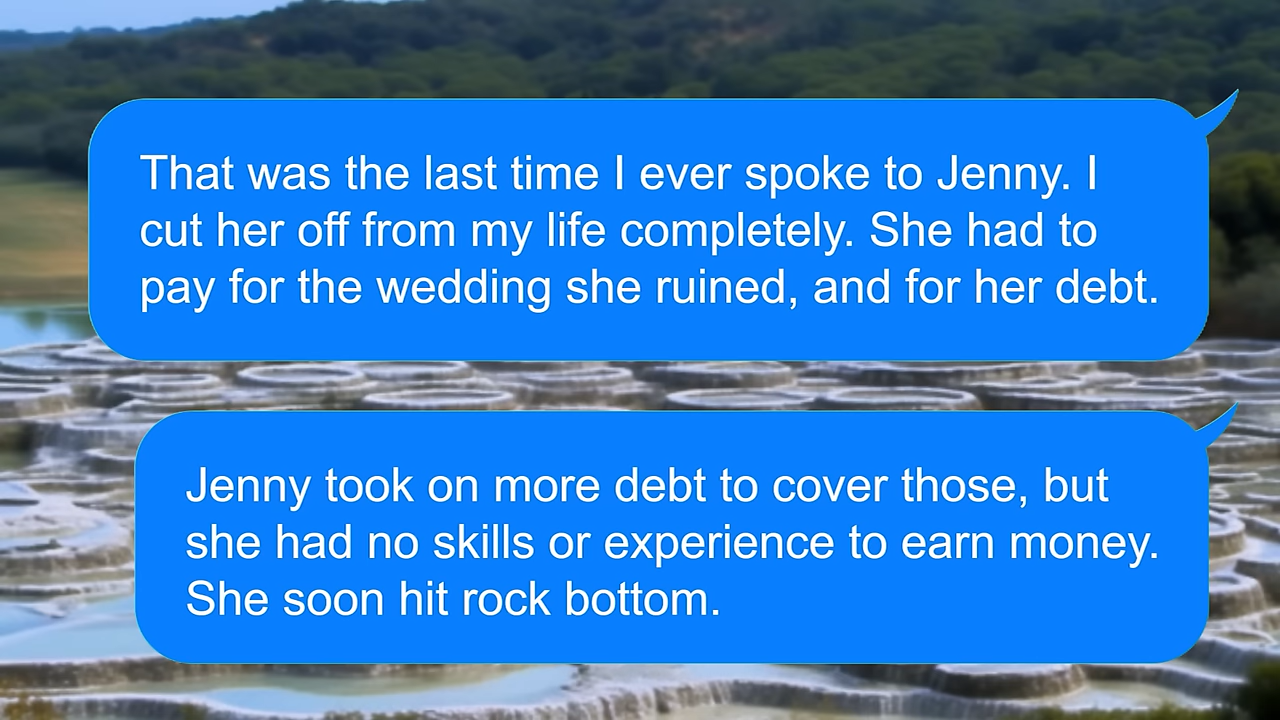 That was the last time I ever spoke to Jenny. I
cut her off from my life completely. She had to
pay for the wedding she ruined, and for her debt.
Jenny took on more debt to cover those, but
she had no skills or experience to earn money.
She soon hit rock bottom.